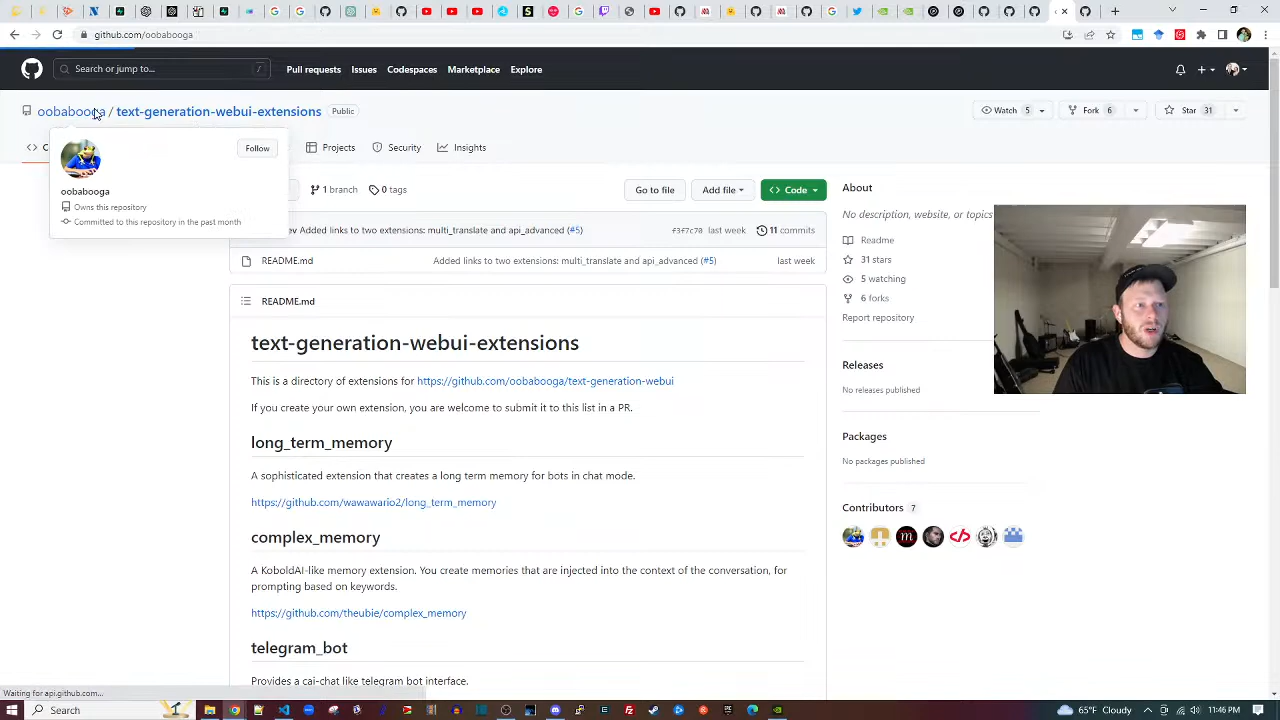 github.com/oobabooga
Search or jump to...
/
Pull requests
Issues
Codespaces
Marketplace
Explore
oobabooga / text-generation-webui-extensions
Public
Watch 5
Fork 6
Star 31
Follow
oobabooga
Owns this repository
Committed to this repository in the past month
Projects
Security
Insights
1 branch
0 tags
Go to file
Add file
Code
Added links to two extensions: multi_translate and api_advanced (#5)
f3f7c70 last week
11 commits
README.md
Added links to two extensions: multi_translate and api_advanced (#5)
last week
README.md
text-generation-webui-extensions
This is a directory of extensions for https://github.com/oobabooga/text-generation-webui
If you create your own extension, you are welcome to submit it to this list in a PR.
long_term_memory
A sophisticated extension that creates a long term memory for bots in chat mode.
https://github.com/wawawario2/long_term_memory
complex_memory
A KoboldAI-like memory extension. You create memories that are injected into the context of the conversation, for
prompting based on keywords.
https://github.com/theubie/complex_memory
telegram_bot
Provides a cai-chat like telegram bot interface.
About
No description, website, or topics
Readme
31 stars
5 watching
6 forks
Report repository
Releases
No releases published
Packages
No packages published
Contributors 7
Waiting for api.github.com...
Search
65°F Cloudy
11:46 PM